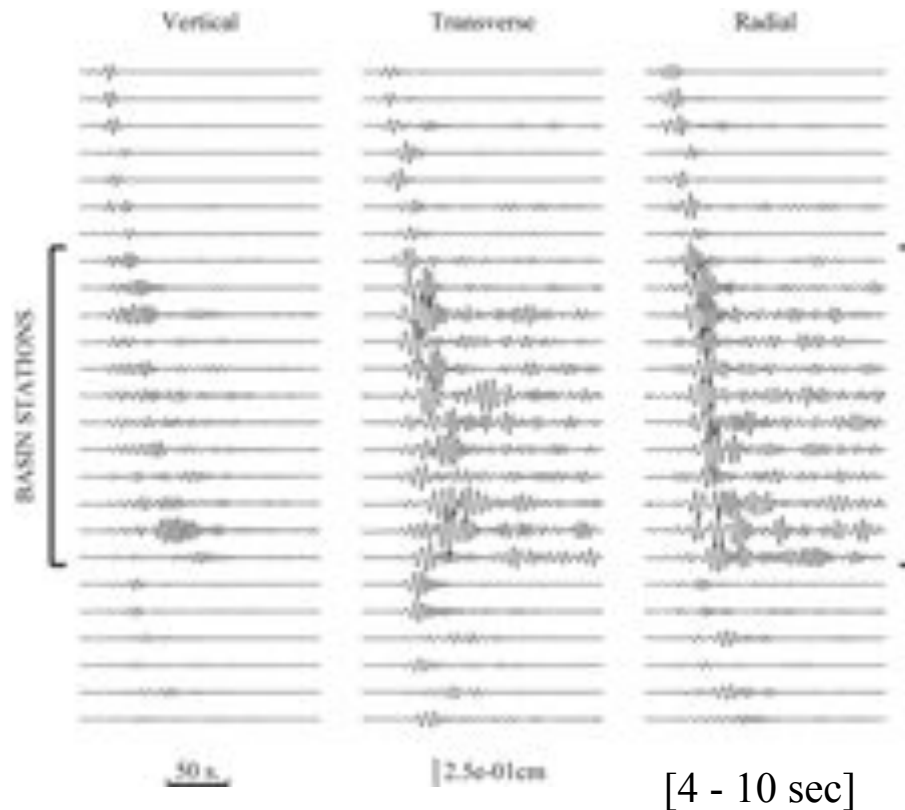 Vertical Transverse Radial
BASIN STATIONS
50 s. 2.5e-01cm
[4 - 10 sec]